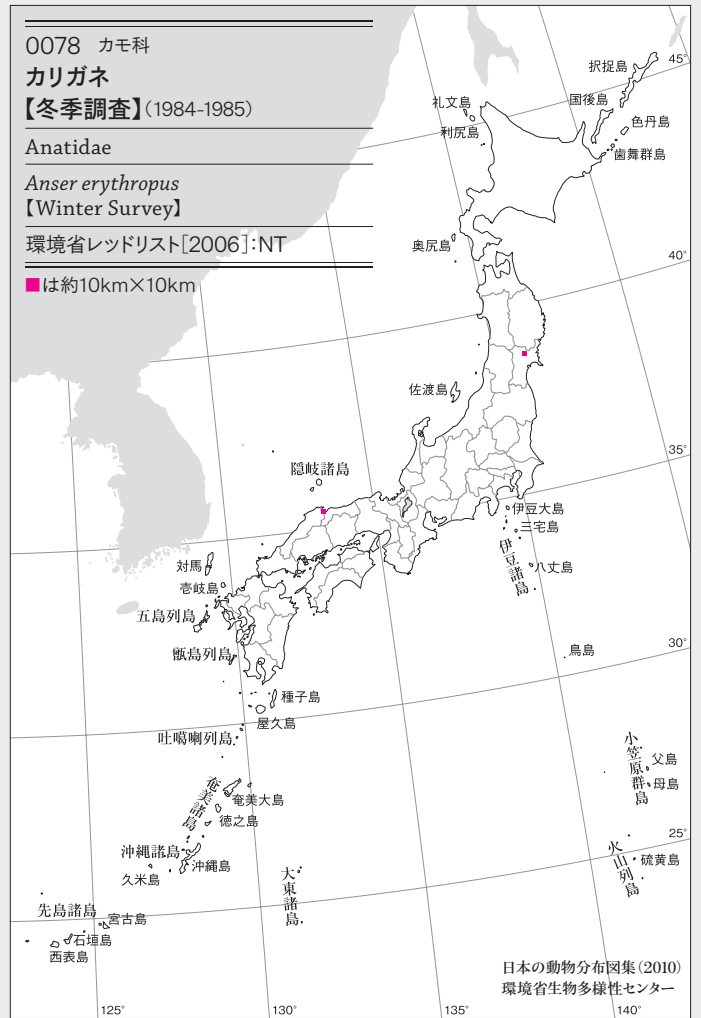 0078 カモ科
カリガネ
【冬季調査】(1984-1985)
Anatidae
Anser erythropus
【Winter Survey】
環境省レッドリスト[2006]:NT
■は約10km×10km
45°
択捉島
国後島
礼文島
色丹島
利尻島
歯舞群島
奥尻島
40°
佐渡島
35°
隠岐諸島
伊豆大島
三宅島
伊豆諸島
八丈島
対馬
壱岐島
五島列島
甑島列島
30°
鳥島
種子島
屋久島
吐噶喇列島
小笠原群島
父島
母島
奄美諸島
奄美大島
徳之島
25°
沖縄諸島
沖縄島
久米島
火山列島
硫黄島
大東諸島
先島諸島
宮古島
石垣島
西表島
日本の動物分布図集(2010)
環境省生物多様性センター
125°
130°
135°
140°